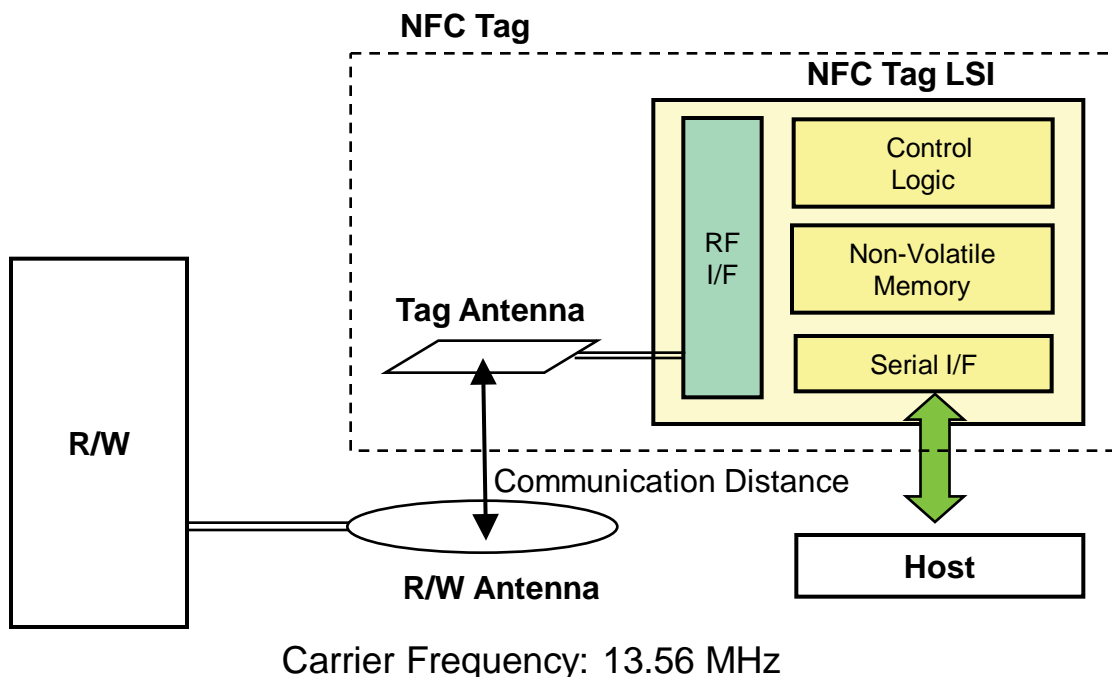 NFC Tag
NFC Tag LSI
Control
Logic
RF
I/F
Non-Volatile
Memory
Tag Antenna
Serial I/F
R/W
Communication Distance
Host
R/W Antenna
Carrier Frequency: 13.56 MHz